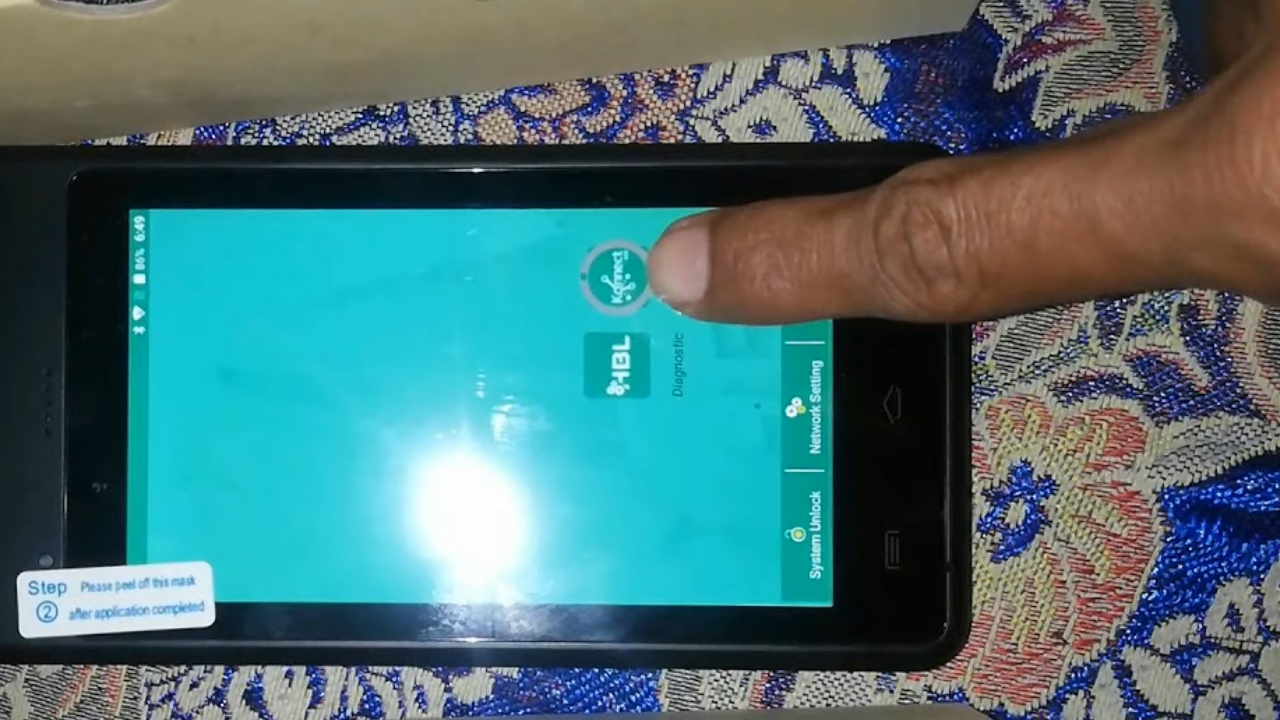 86% 6:49
Konnect
HBL
Diagnostic
System Unlock
Network Setting
Step Please peel off this mask
2 after application completed